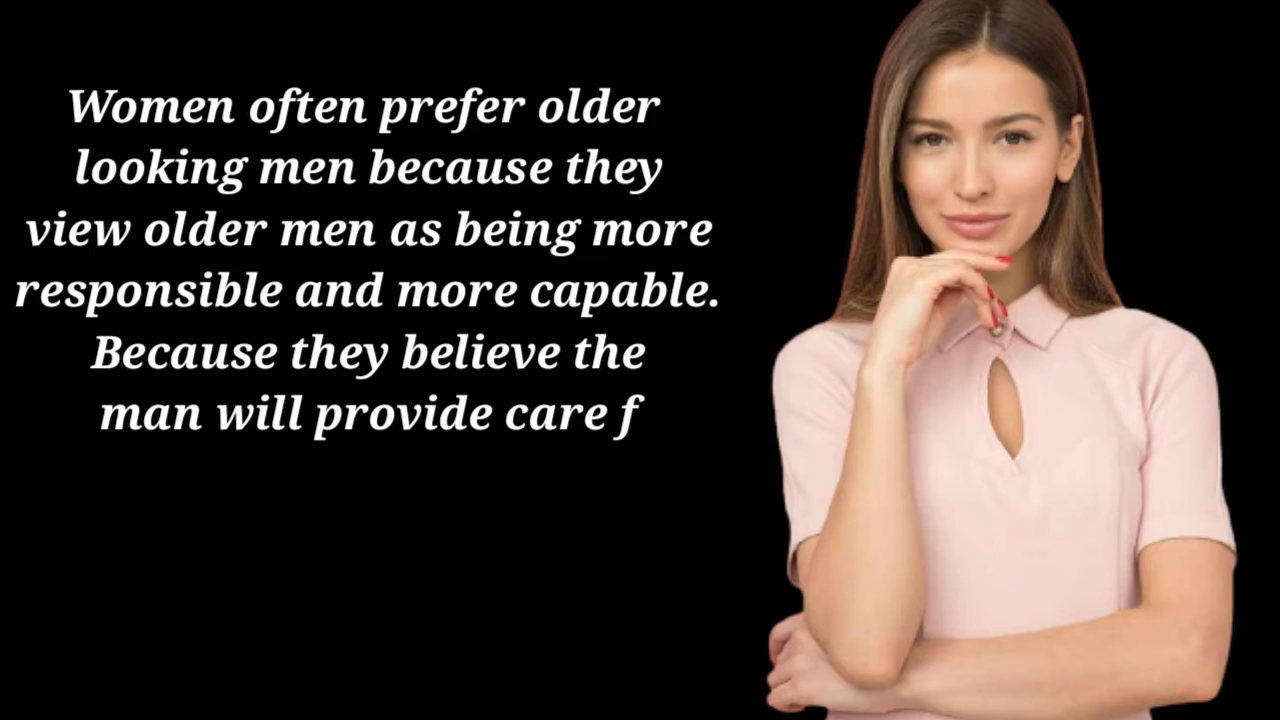 Women often prefer older
looking men because they
view older men as being more
responsible and more capable.
Because they believe the
man will provide care f